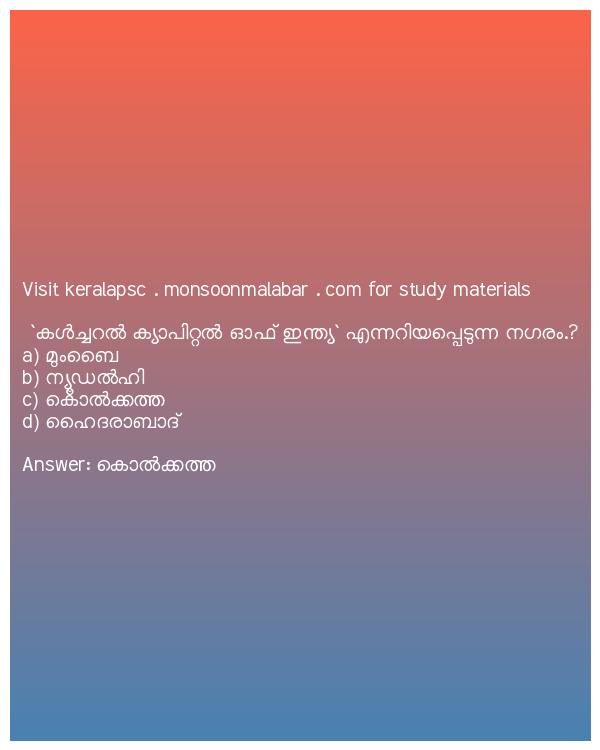 Visit keralapsc . monsoonmalabar . com for study materials
`കൾച്ചറൽ ക്യാപിറ്റൽ ഓഫ് ഇന്ത്യ` എന്നറിയപ്പെടുന്ന നഗരം.?
a) മുംബൈ
b) ന്യൂഡൽഹി
c) കൊൽക്കത്ത
d) ഹൈദരാബാദ്
Answer: കൊൽക്കത്ത